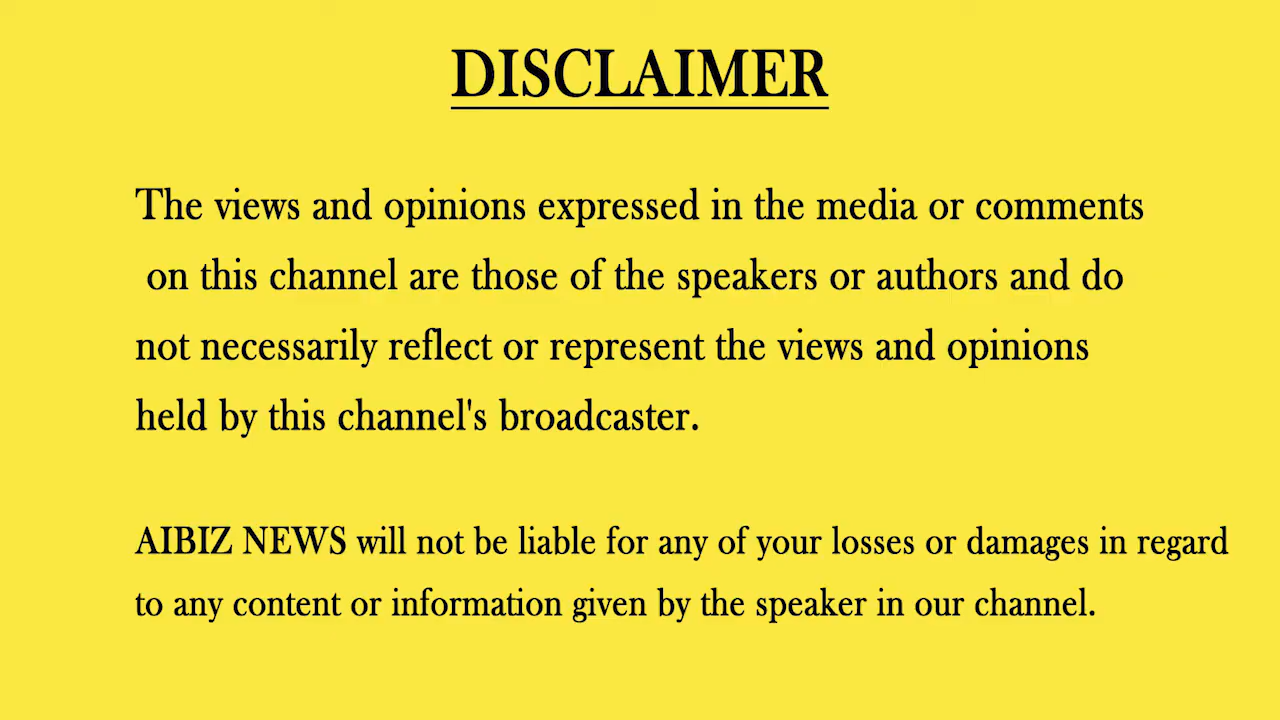 DISCLAIMER
The views and opinions expressed in the media or comments
on this channel are those of the speakers or authors and do
not necessarily reflect or represent the views and opinions
held by this channel's broadcaster.
AIBIZ NEWS will not be liable for any of your losses or damages in regard
to any content or information given by the speaker in our channel.